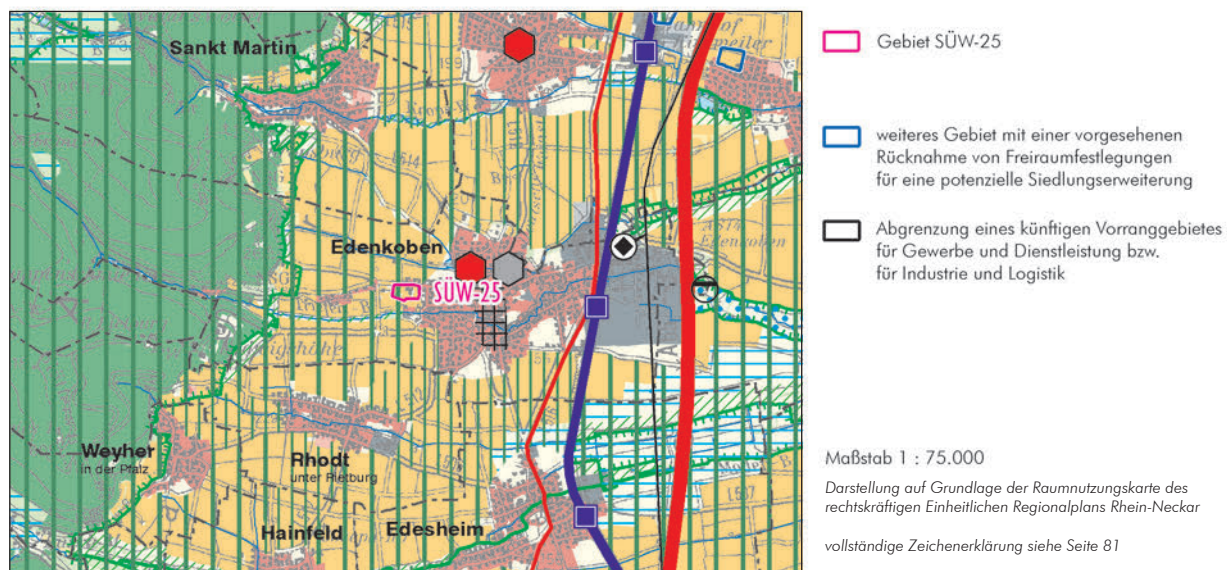 Sankt Martin
Edenkoben
SÜW-25
Weyher
in der Pfalz
Rhodt
unter Rietburg
Hainfeld
Edesheim
Gebiet SÜW-25
weiteres Gebiet mit einer vorgesehenen
Rücknahme von Freiraumfestlegungen
für eine potenzielle Siedlungserweiterung
Abgrenzung eines künftigen Vorranggebietes
für Gewerbe und Dienstleistung bzw.
für Industrie und Logistik
Maßstab 1 : 75.000
Darstellung auf Grundlage der Raumnutzungskarte des
rechtskräftigen Einheitlichen Regionalplans Rhein-Neckar
vollständige Zeichenerklärung siehe Seite 81